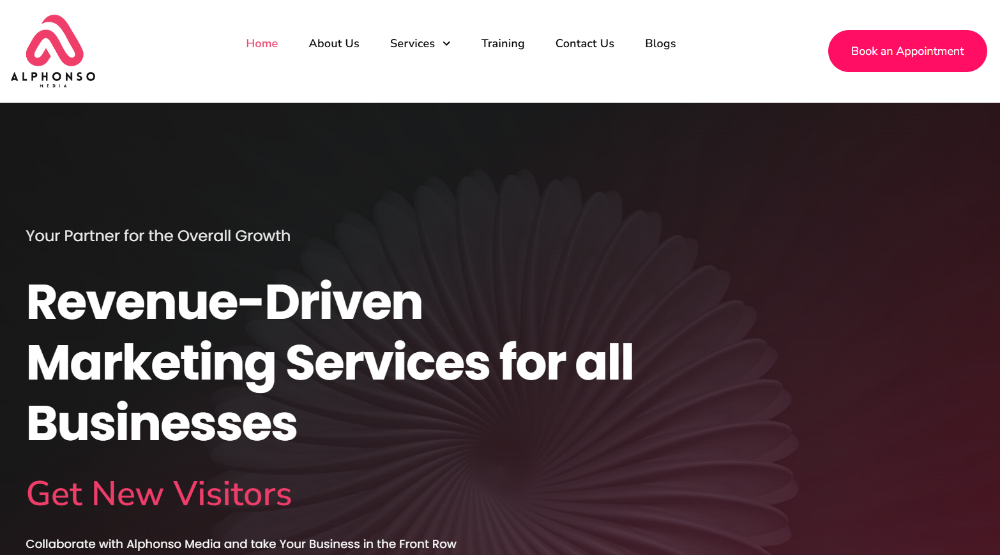 ALPHONSO
MEDIA
Home About Us Services Training Contact Us Blogs
Book an Appointment
Your Partner for the Overall Growth
Revenue-Driven
Marketing Services for all
Businesses
Get New Visitors
Collaborate with Alphonso Media and take Your Business in the Front Row